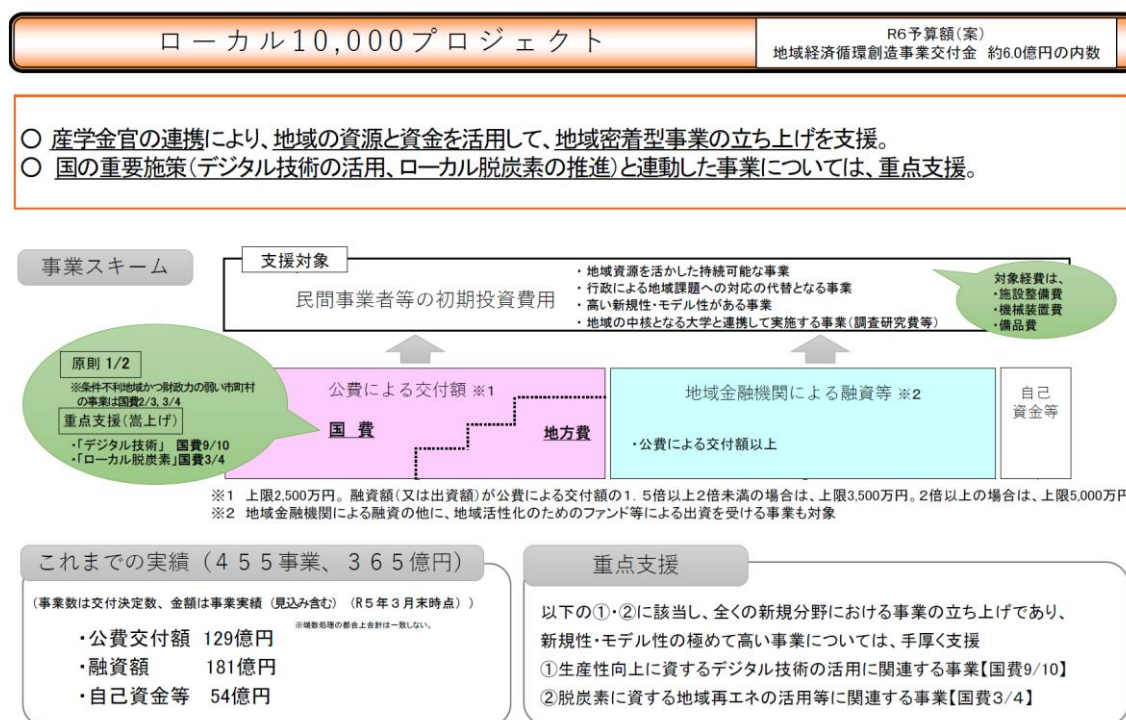 ローカル10,000プロジェクト
R6予算額(案)
地域経済循環創造事業交付金 約6.0億円の内数
○ 産学金官の連携により、地域の資源と資金を活用して、地域密着型事業の立ち上げを支援。
○ 国の重要施策(デジタル技術の活用、ローカル脱炭素の推進)と連動した事業については、重点支援。
事業スキーム
支援対象
民間事業者等の初期投資費用
・地域資源を活かした持続可能な事業
・行政による地域課題への対応の代替となる事業
・高い新規性・モデル性がある事業
・地域の中核となる大学と連携して実施する事業(調査研究費等)
対象経費は、
・施設整備費
・機械装置費
・備品費
原則 1/2
※条件不利地域かつ財政力の弱い市町村
の事業は国費2/3, 3/4
重点支援(嵩上げ)
・「デジタル技術」 国費9/10
・「ローカル脱炭素」国費3/4
公費による交付額 ※1
国 費
地方費
地域金融機関による融資等 ※2
・公費による交付額以上
自己
資金等
※1 上限2,500万円。融資額(又は出資額)が公費による交付額の1.5倍以上2倍未満の場合は、上限3,500万円。2倍以上の場合は、上限5,000万円
※2 地域金融機関による融資の他に、地域活性化のためのファンド等による出資を受ける事業も対象
これまでの実績(455事業、365億円)
(事業数は交付決定数、金額は事業実績(見込み含む)(R5年3月末時点))
※端数処理の都合上合計は一致しない。
・公費交付額 129億円
・融資額 181億円
・自己資金等 54億円
重点支援
以下の①・②に該当し、全くの新規分野における事業の立ち上げであり、
新規性・モデル性の極めて高い事業については、手厚く支援
①生産性向上に資するデジタル技術の活用に関連する事業【国費9/10】
②脱炭素に資する地域再エネの活用等に関連する事業【国費3/4】